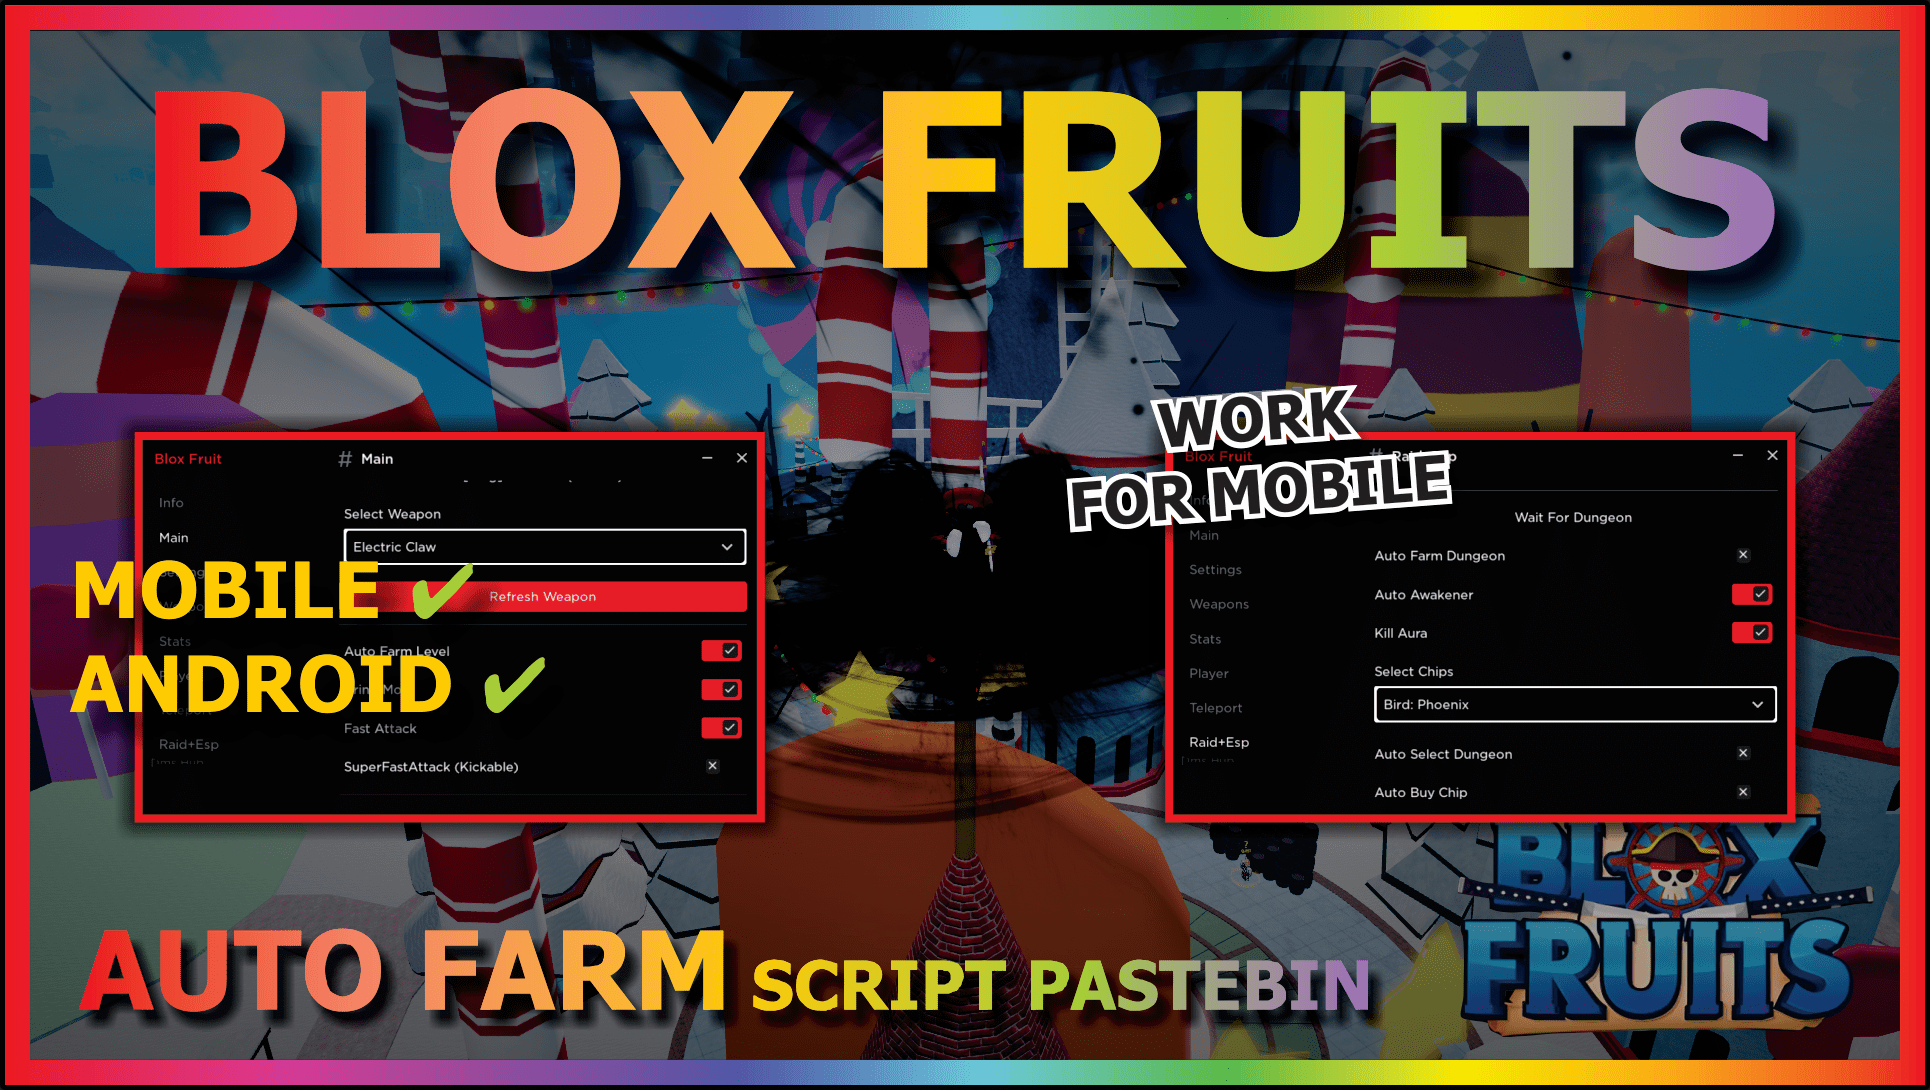 BLOX FRUITS
WORK
FOR MOBILE
Blox Fruit
# Main
Info
Main
Stats
Raid+Esp
Select Weapon
Electric Claw
Refresh Weapon
Auto Farm Level
Fast Attack
SuperFastAttack (Kickable)
MOBILE ✔
ANDROID ✔
Blox Fruit
Main
Settings
Weapons
Stats
Player
Teleport
Raid+Esp
Wait For Dungeon
Auto Farm Dungeon
Auto Awakener
Kill Aura
Select Chips
Bird: Phoenix
Auto Select Dungeon
Auto Buy Chip
AUTO FARM SCRIPT PASTEBIN
BLOX
FRUITS